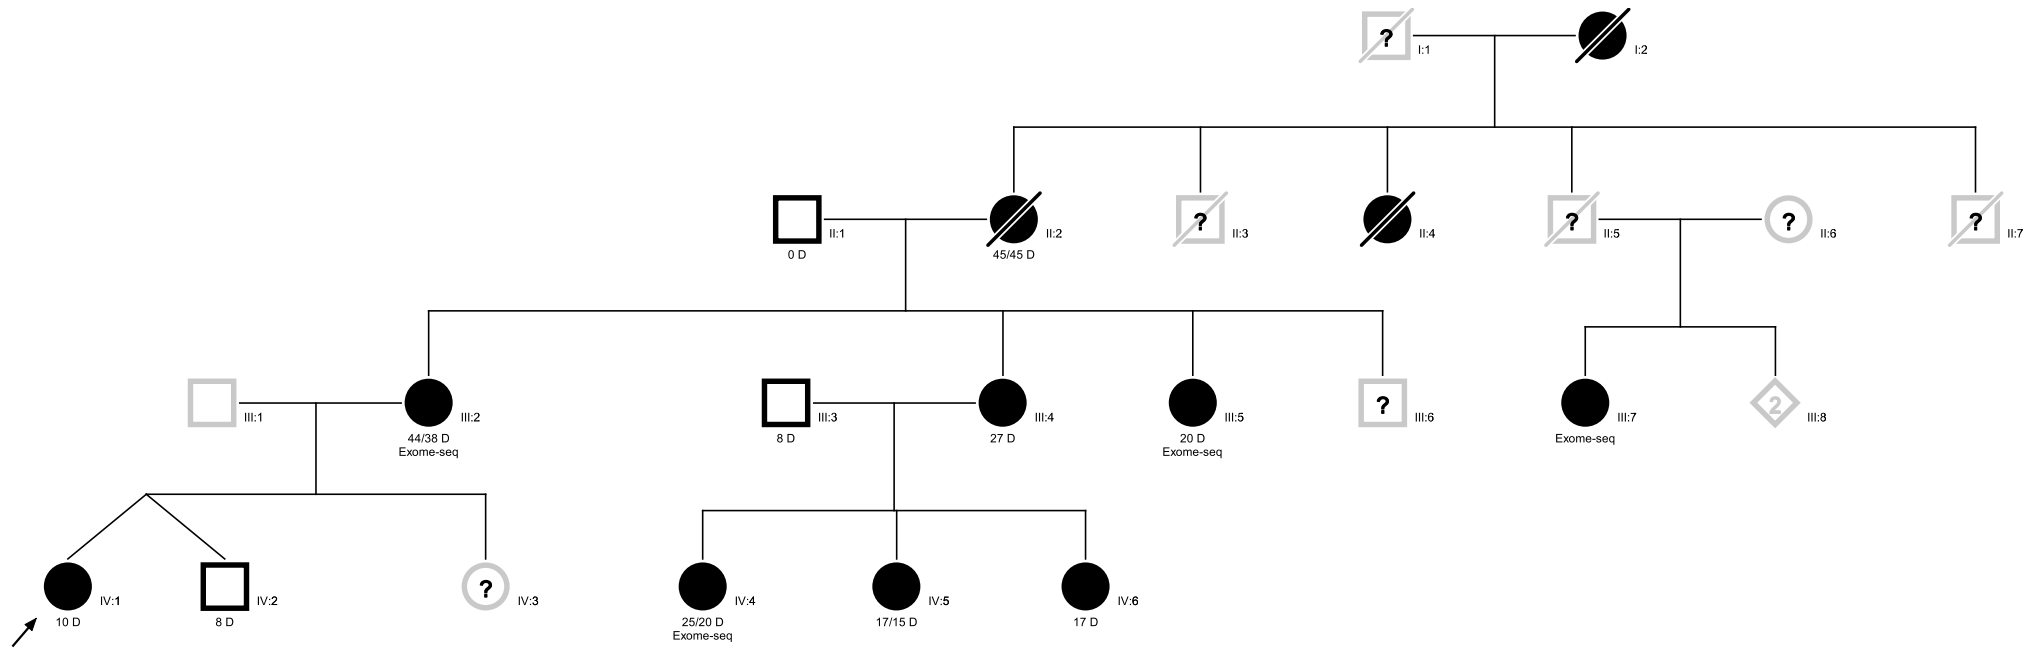 ? I:1 I:2
II:1 II:2 ? II:3 II:4 ? II:5 ? II:6 ? II:7
0 D 45/45 D
III:1 III:2 III:3 III:4 III:5 ? III:6 III:7 2 III:8
44/38 D 8 D 27 D 20 D Exome-seq
Exome-seq Exome-seq
IV:1 IV:2 ? IV:3 IV:4 IV:5 IV:6
10 D 8 D 25/20 D 17/15 D 17 D
Exome-seq